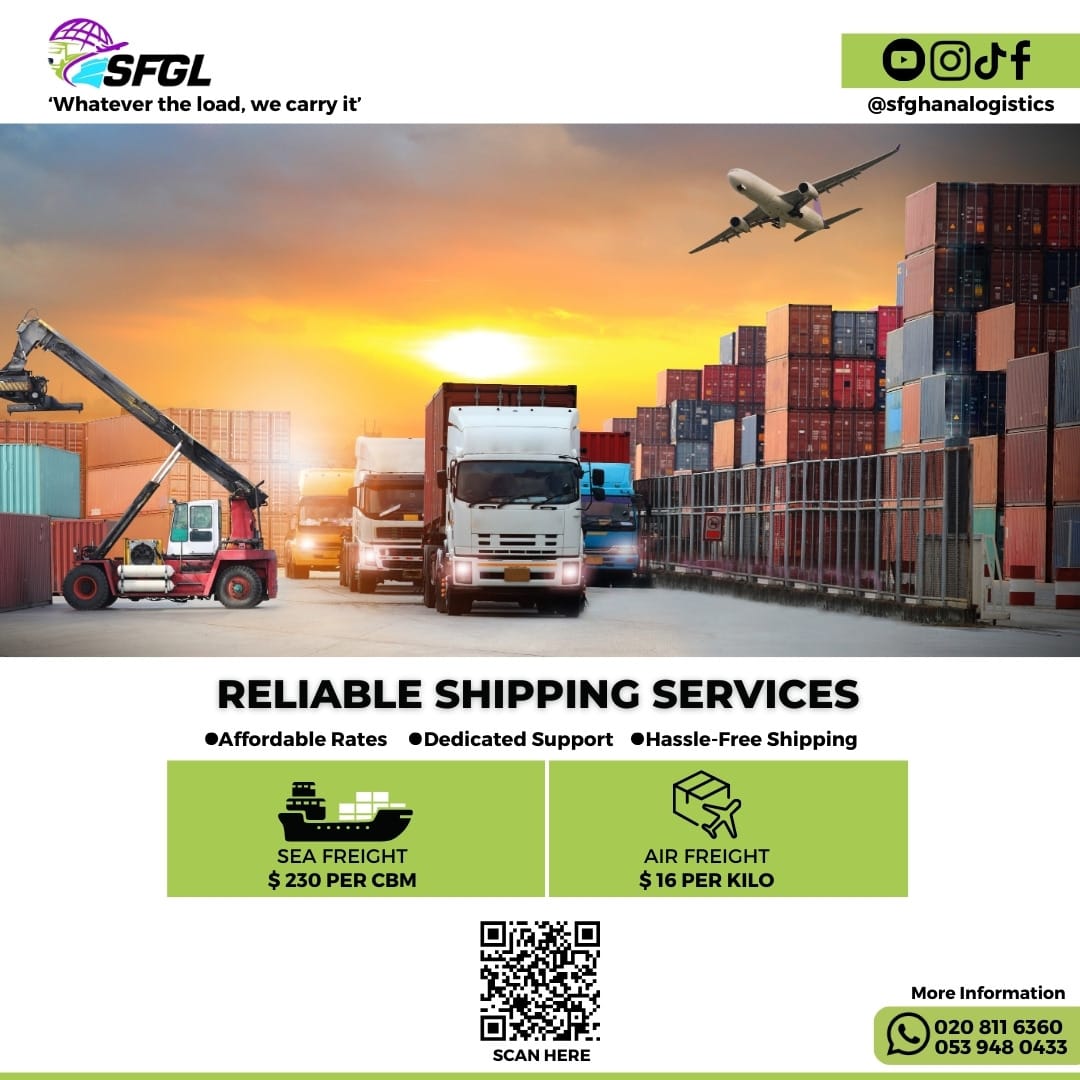 SFGL
‘Whatever the load, we carry it’
@sfghanalogistics
RELIABLE SHIPPING SERVICES
●Affordable Rates ●Dedicated Support ●Hassle-Free Shipping
SEA FREIGHT
$ 230 PER CBM
AIR FREIGHT
$ 16 PER KILO
SCAN HERE
More Information
020 811 6360
053 948 0433